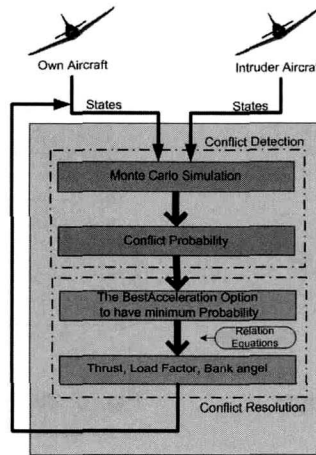 Own Aircraft
Intruder Aircraf
States
States
Conflict Detection
Monte Carlo Simulation
Conflict Probability
The BestAcceleration Option
to have minimum Probability
Relation
Equations
Thrust, Load Factor, Bank angel
Conflict Resolution